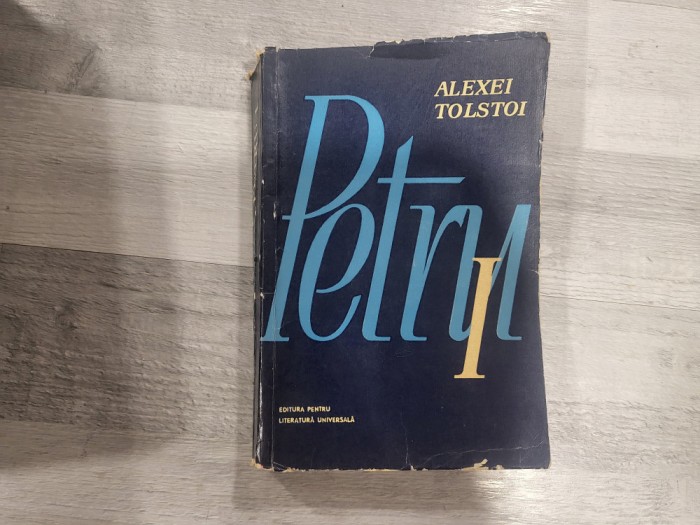 ALEXEI
TOLSTOI
Petru
I
EDITURA PENTRU
LITERATURĂ UNIVERSALĂ